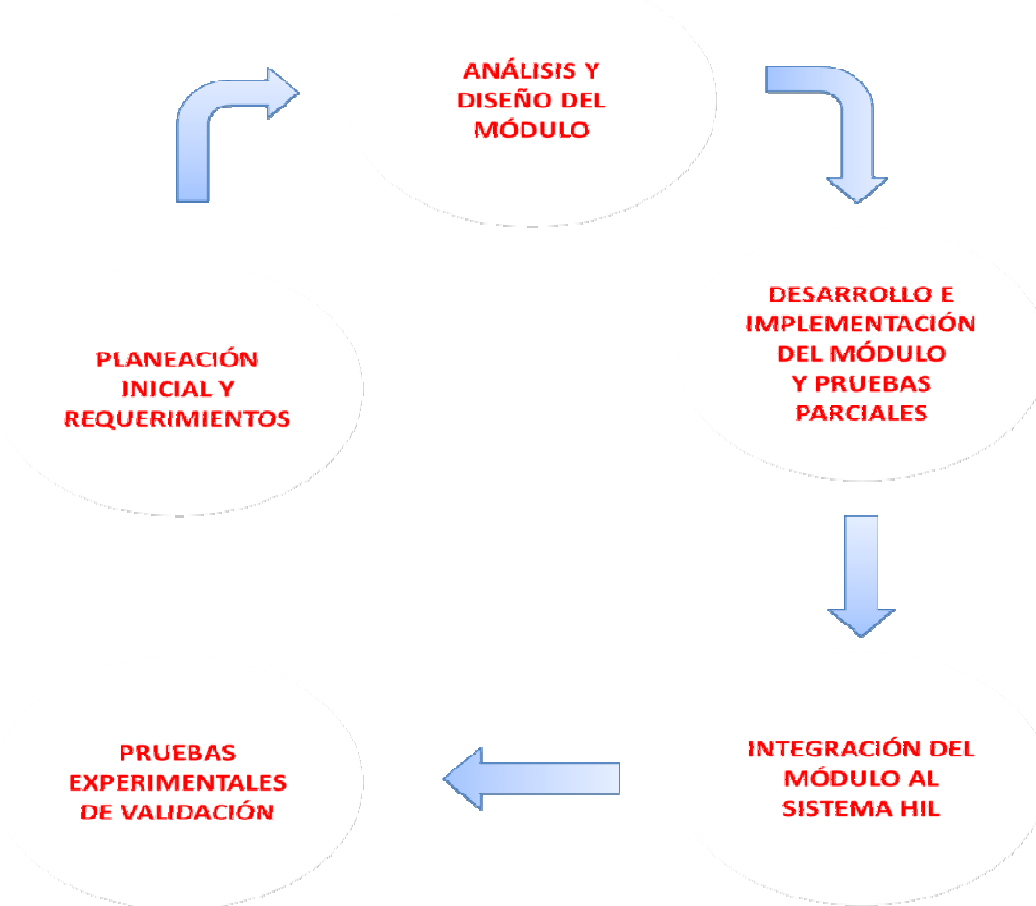 ANÁLISIS Y
DISEÑO DEL
MÓDULO
DESARROLLO E
IMPLEMENTACIÓN
DEL MÓDULO
Y PRUEBAS
PARCIALES
PLANEACIÓN
INICIAL Y
REQUERIMIENTOS
INTEGRACIÓN DEL
MÓDULO AL
SISTEMA HIL
PRUEBAS
EXPERIMENTALES
DE VALIDACIÓN